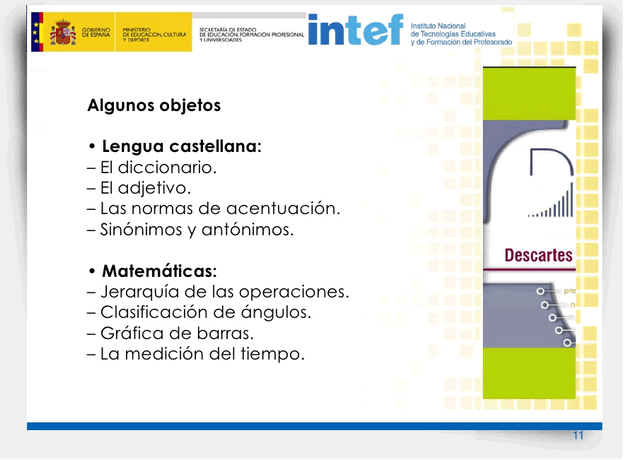 GOBIERNO
DE ESPAÑA
MINISTERIO
DE EDUCACIÓN, CULTURA
Y DEPORTE
SECRETARÍA DE ESTADO
DE EDUCACIÓN, FORMACIÓN PROFESIONAL
Y UNIVERSIDADES
intef
Instituto Nacional
de Tecnologías Educativas
y de Formación del Profesorado
Algunos objetos
• Lengua castellana:
– El diccionario.
– El adjetivo.
– Las normas de acentuación.
– Sinónimos y antónimos.
• Matemáticas:
– Jerarquía de las operaciones.
– Clasificación de ángulos.
– Gráfica de barras.
– La medición del tiempo.
D
Descartes
pro
n
11